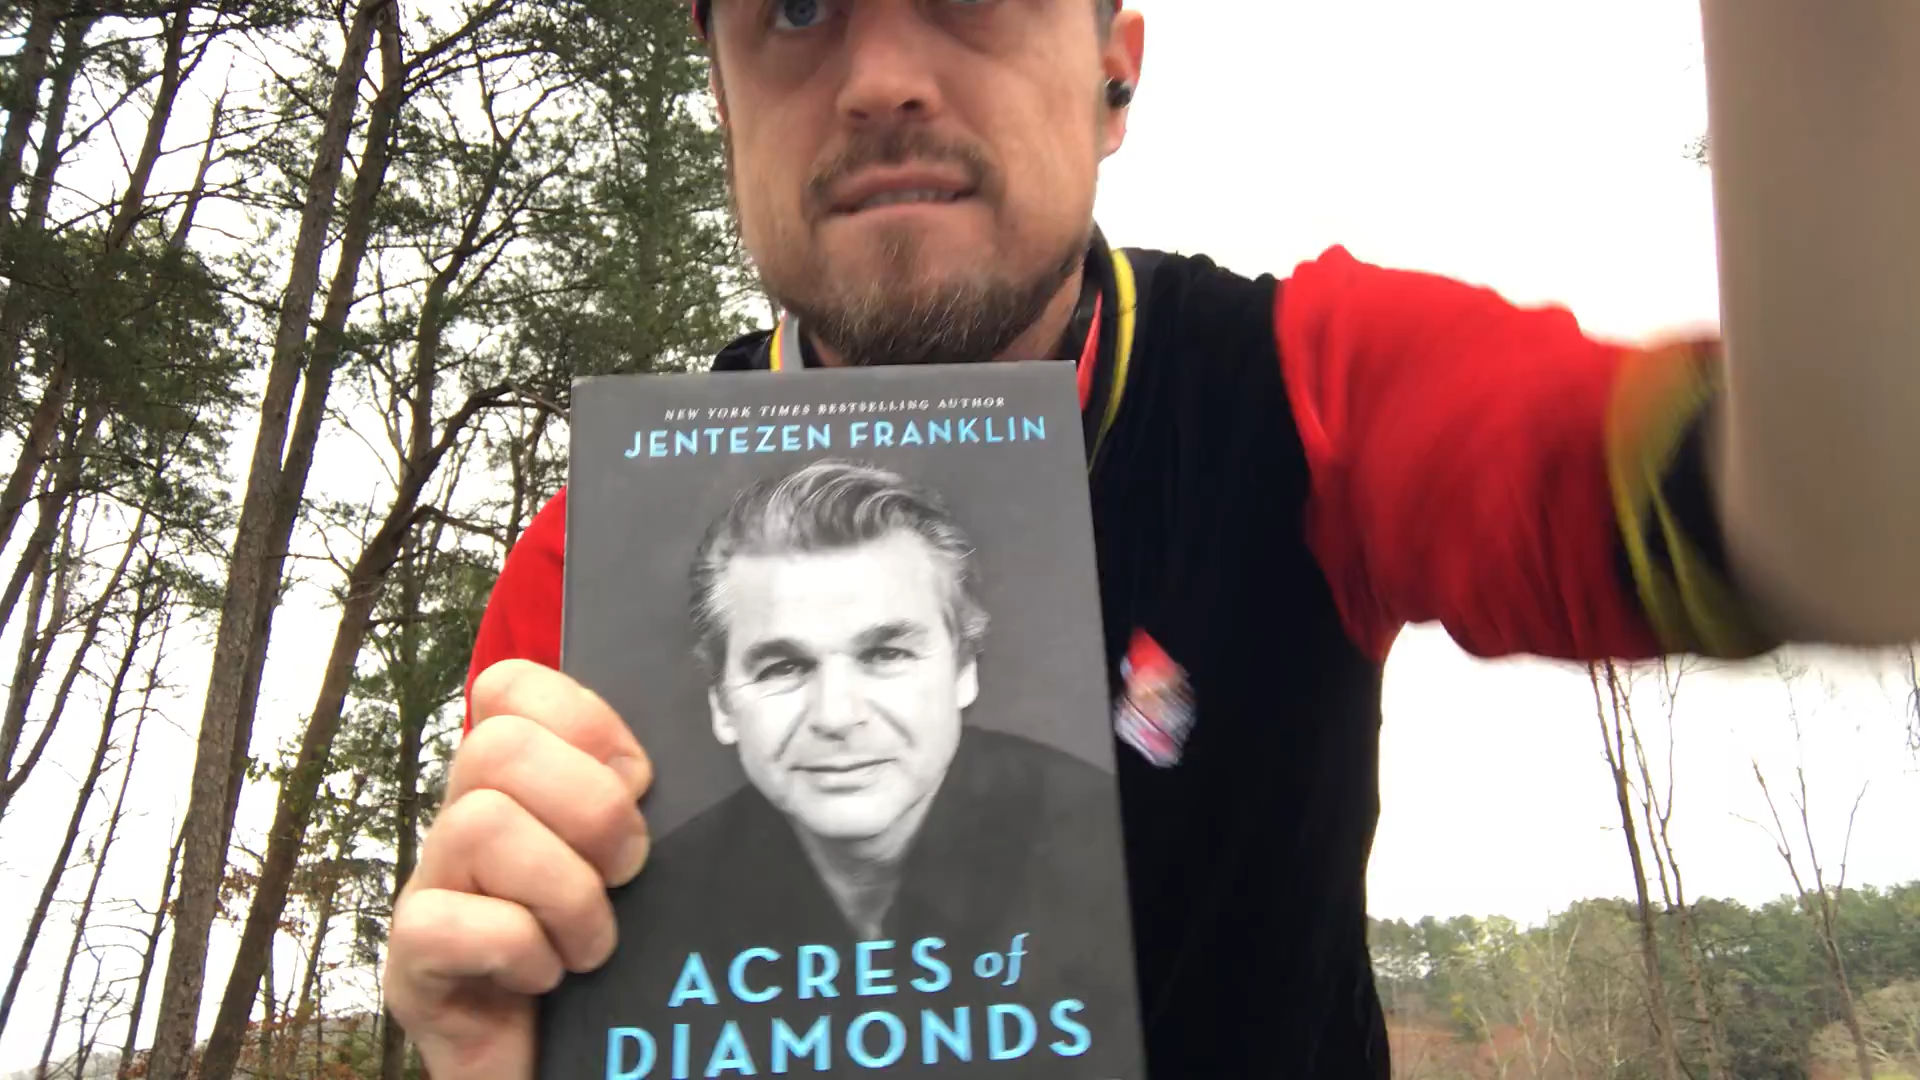 NEW YORK TIMES BESTSELLING AUTHOR
JENTEZEN FRANKLIN
ACRES of
DIAMONDS